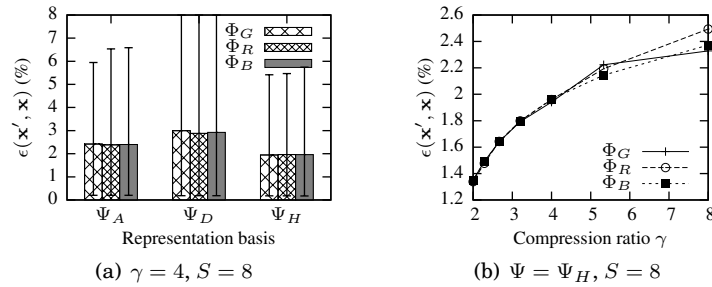 ϵ(x′, x) (%)
8
7
6
5
4
3
2
1
0
Φ_G
Φ_R
Φ_B
Ψ_A Ψ_D Ψ_H
Representation basis
(a) γ = 4, S = 8
ϵ(x′, x) (%)
2.6
2.4
2.2
2
1.8
1.6
1.4
1.2
Φ_G
Φ_R
Φ_B
2 3 4 5 6 7 8
Compression ratio γ
(b) Ψ = Ψ_H, S = 8